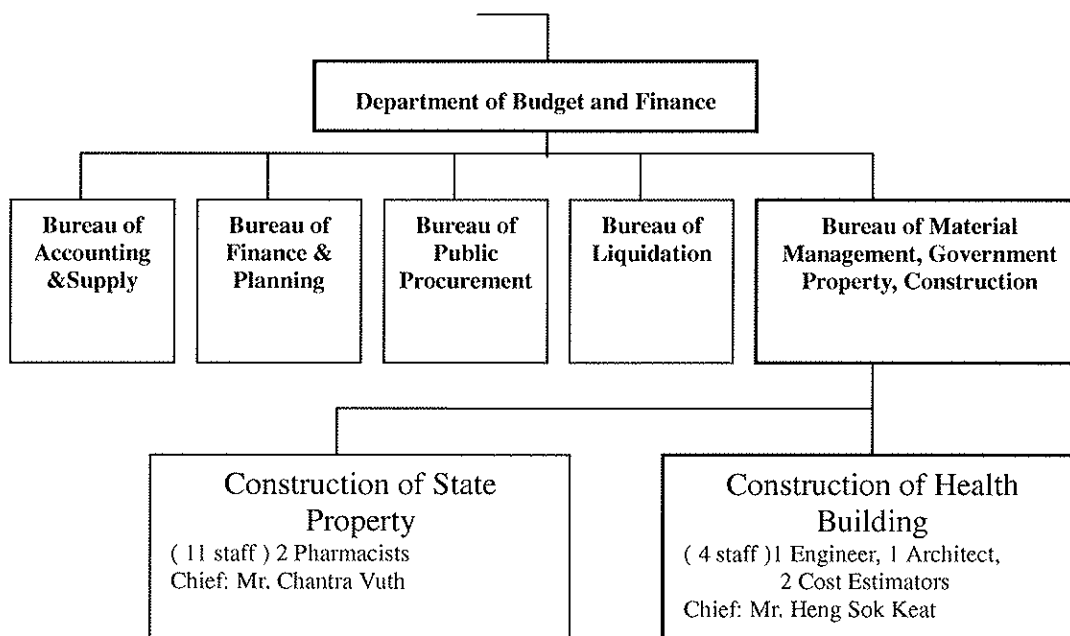 Department of Budget and Finance
Bureau of
Accounting
&Supply
Bureau of
Finance &
Planning
Bureau of
Public
Procurement
Bureau of
Liquidation
Bureau of Material
Management, Government
Property, Construction
Construction of State
Property
( 11 staff ) 2 Pharmacists
Chief: Mr. Chantra Vuth
Construction of Health
Building
( 4 staff )1 Engineer, 1 Architect,
2 Cost Estimators
Chief: Mr. Heng Sok Keat